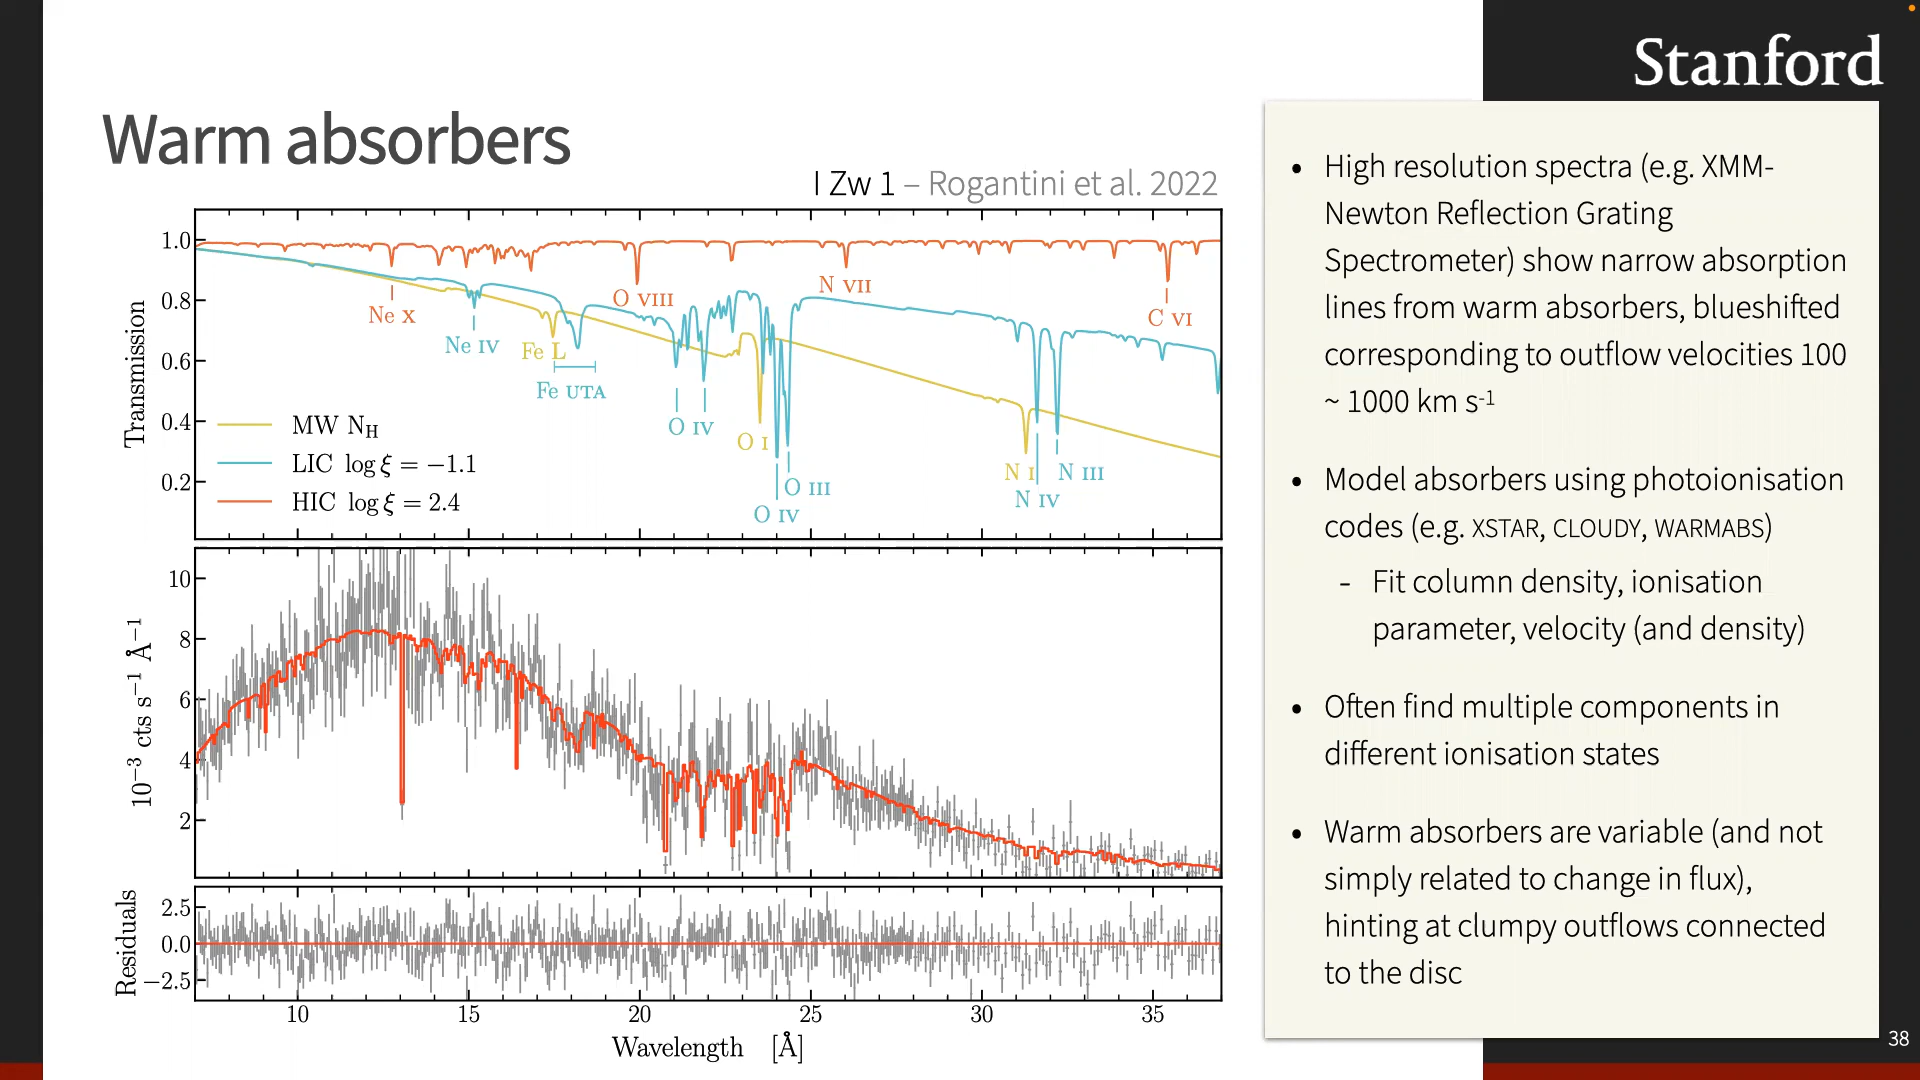 Stanford
Warm absorbers
I Zw 1 – Rogantini et al. 2022
1.0
0.8
0.6
0.4
0.2
Transmission
Ne X
Ne IV
Fe L
Fe UTA
O VIII
O IV
O I
O III
O IV
N VII
N I
N III
N IV
C VI
MW N_H
LIC log ξ = −1.1
HIC log ξ = 2.4
10
8
6
4
2
10⁻³ cts s⁻¹ Å⁻¹
2.5
0.0
−2.5
Residuals
10 15 20 25 30 35
Wavelength [Å]
• High resolution spectra (e.g. XMM-
Newton Reflection Grating
Spectrometer) show narrow absorption
lines from warm absorbers, blueshifted
corresponding to outflow velocities 100
~ 1000 km s⁻¹
• Model absorbers using photoionisation
codes (e.g. XSTAR, CLOUDY, WARMABS)
- Fit column density, ionisation
parameter, velocity (and density)
• Often find multiple components in
different ionisation states
• Warm absorbers are variable (and not
simply related to change in flux),
hinting at clumpy outflows connected
to the disc
38